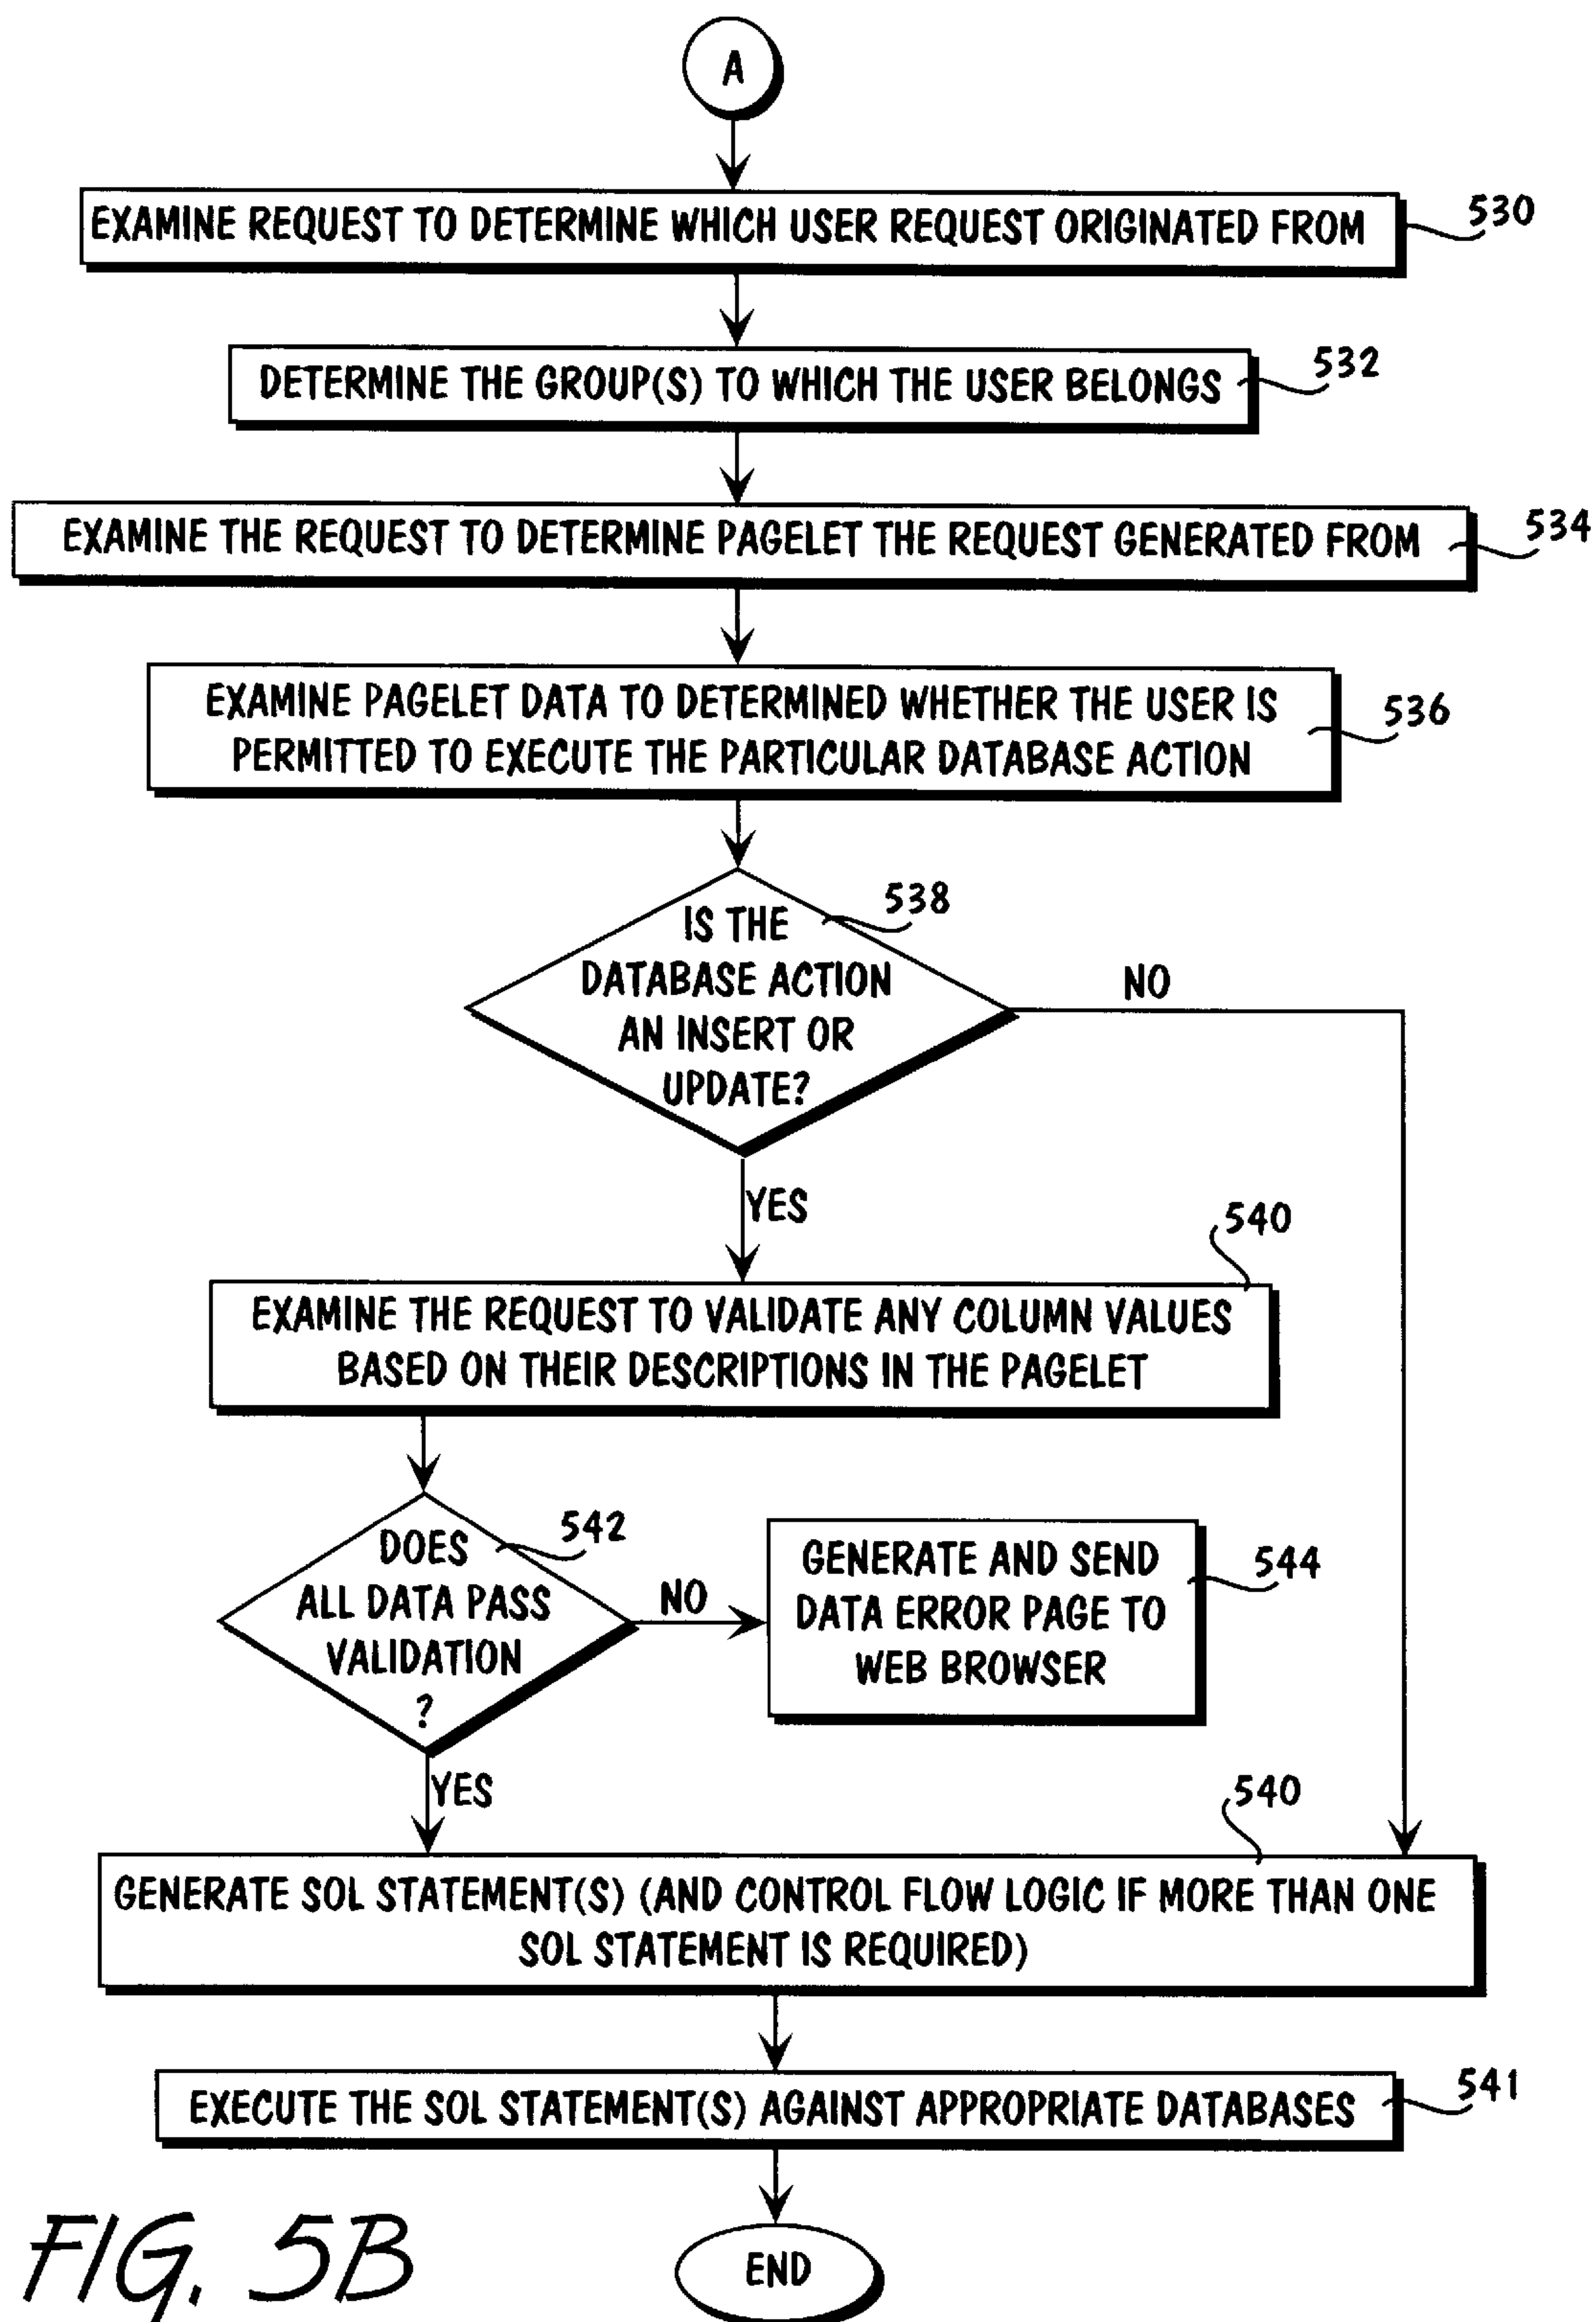 A
EXAMINE REQUEST TO DETERMINE WHICH USER REQUEST ORIGINATED FROM
530
DETERMINE THE GROUP(S) TO WHICH THE USER BELONGS
532
EXAMINE THE REQUEST TO DETERMINE PAGELET THE REQUEST GENERATED FROM
534
EXAMINE PAGELET DATA TO DETERMINED WHETHER THE USER IS
PERMITTED TO EXECUTE THE PARTICULAR DATABASE ACTION
536
538
IS THE
DATABASE ACTION
AN INSERT OR
UPDATE?
NO
YES
540
EXAMINE THE REQUEST TO VALIDATE ANY COLUMN VALUES
BASED ON THEIR DESCRIPTIONS IN THE PAGELET
542
DOES
ALL DATA PASS
VALIDATION
?
NO
GENERATE AND SEND
DATA ERROR PAGE TO
WEB BROWSER
544
YES
540
GENERATE SOL STATEMENT(S) (AND CONTROL FLOW LOGIC IF MORE THAN ONE
SOL STATEMENT IS REQUIRED)
EXECUTE THE SOL STATEMENT(S) AGAINST APPROPRIATE DATABASES
541
END
FIG. 5B